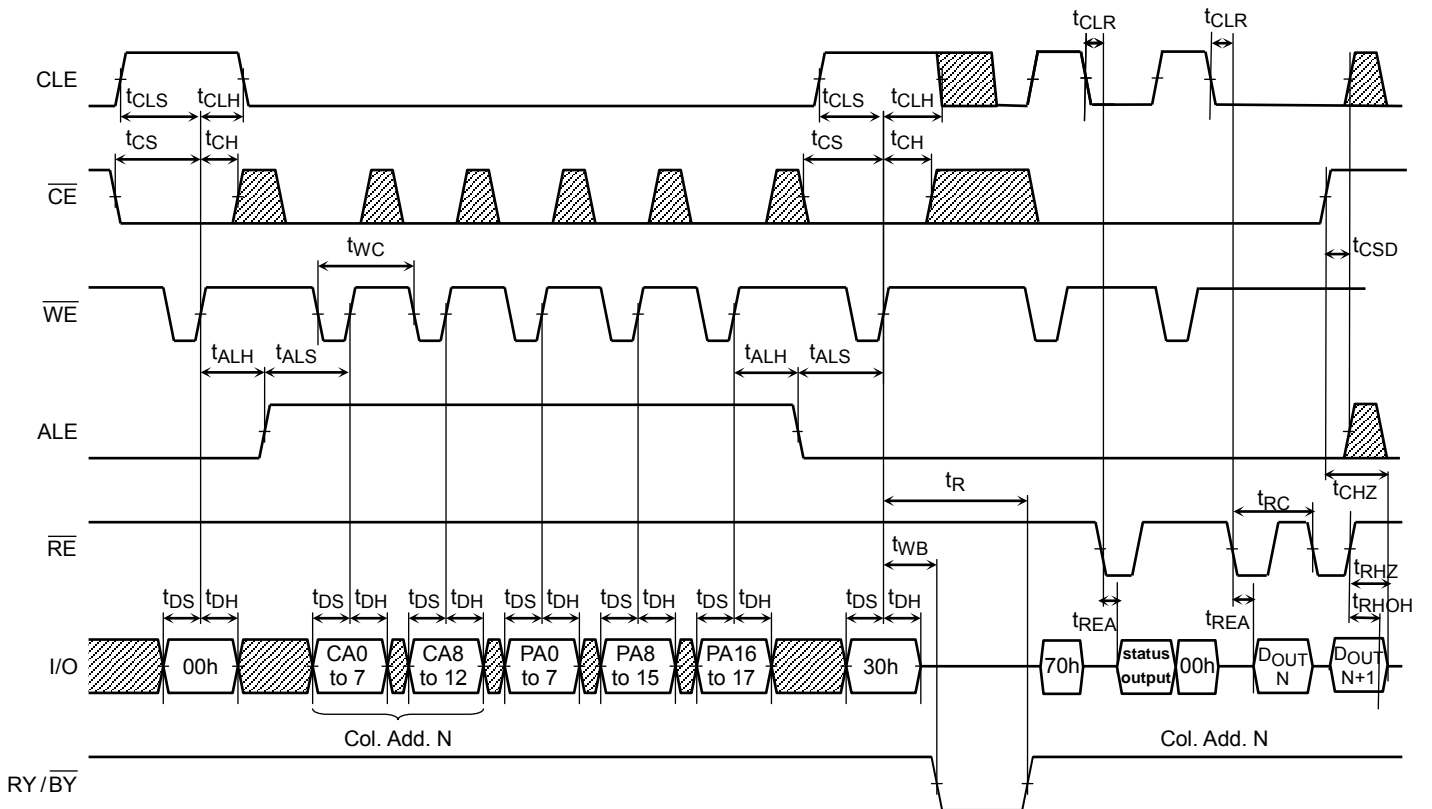 tCLR tCLR
CLE
tCLS tCLH tCLS tCLH
tCS tCH tCS tCH
CE
tWC tCSD
WE
tALH tALS tALH tALS
ALE
tR tCHZ
tRC
RE
tWB tRHZ
tDS tDH tDS tDH tDS tDH tDS tDH tDS tDH tDS tDH tDS tDH tRHOH
tREA tREA
I/O 00h CA0 to 7 CA8 to 12 PA0 to 7 PA8 to 15 PA16 to 17 30h 70h status output 00h DOUT N DOUT N+1
Col. Add. N Col. Add. N
RY/BY